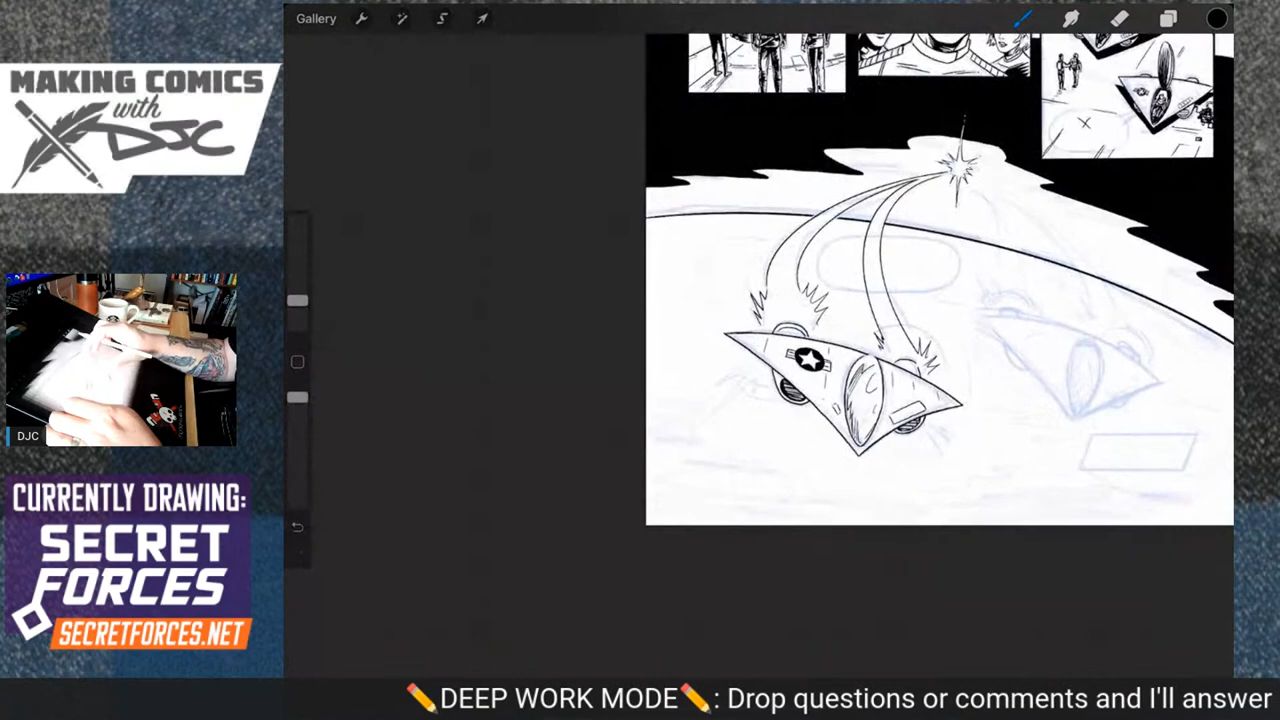 Gallery
MAKING COMICS
with
DJC
DJC
CURRENTLY DRAWING:
SECRET
FORCES
SECRETFORCES.NET
✏️DEEP WORK MODE✏️: Drop questions or comments and I'll answer